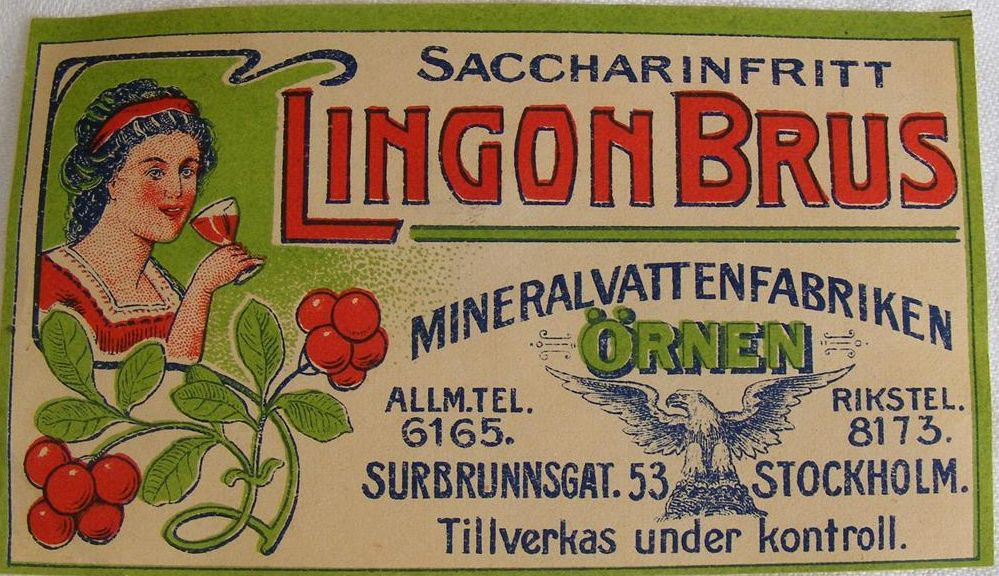 SACCHARINFRITT
LINGON BRUS
MINERALVATTENFABRIKEN
ÖRNEN
ALLM.TEL. RIKSTEL.
6165. 8173.
SURBRUNNSGAT. 53 STOCKHOLM.
Tillverkas under kontroll.